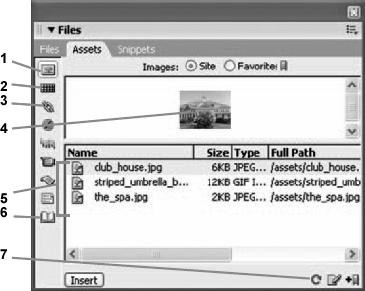 Files
Files Assets Snippets
1
Images: Site Favorites
2
3
4
Name Size Type Full Path
club_house.jpg 6KB JPEG... /assets/club_house.
striped_umbrella_b... 12KB GIF I... /assets/striped_umb
the_spa.jpg 2KB JPEG... /assets/the_spa.jpg
5
6
7
Insert